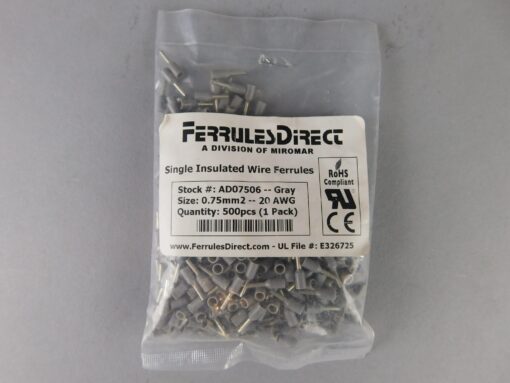 FERRULESDIRECT
A DIVISION OF MIROMAR
Single Insulated Wire Ferrules
RoHS
Compliant
Stock #: AD07506 -- Gray
Size: 0.75mm2 -- 20 AWG
Quantity: 500pcs (1 Pack)
RU
CE
www.FerrulesDirect.com - UL File #: E326725